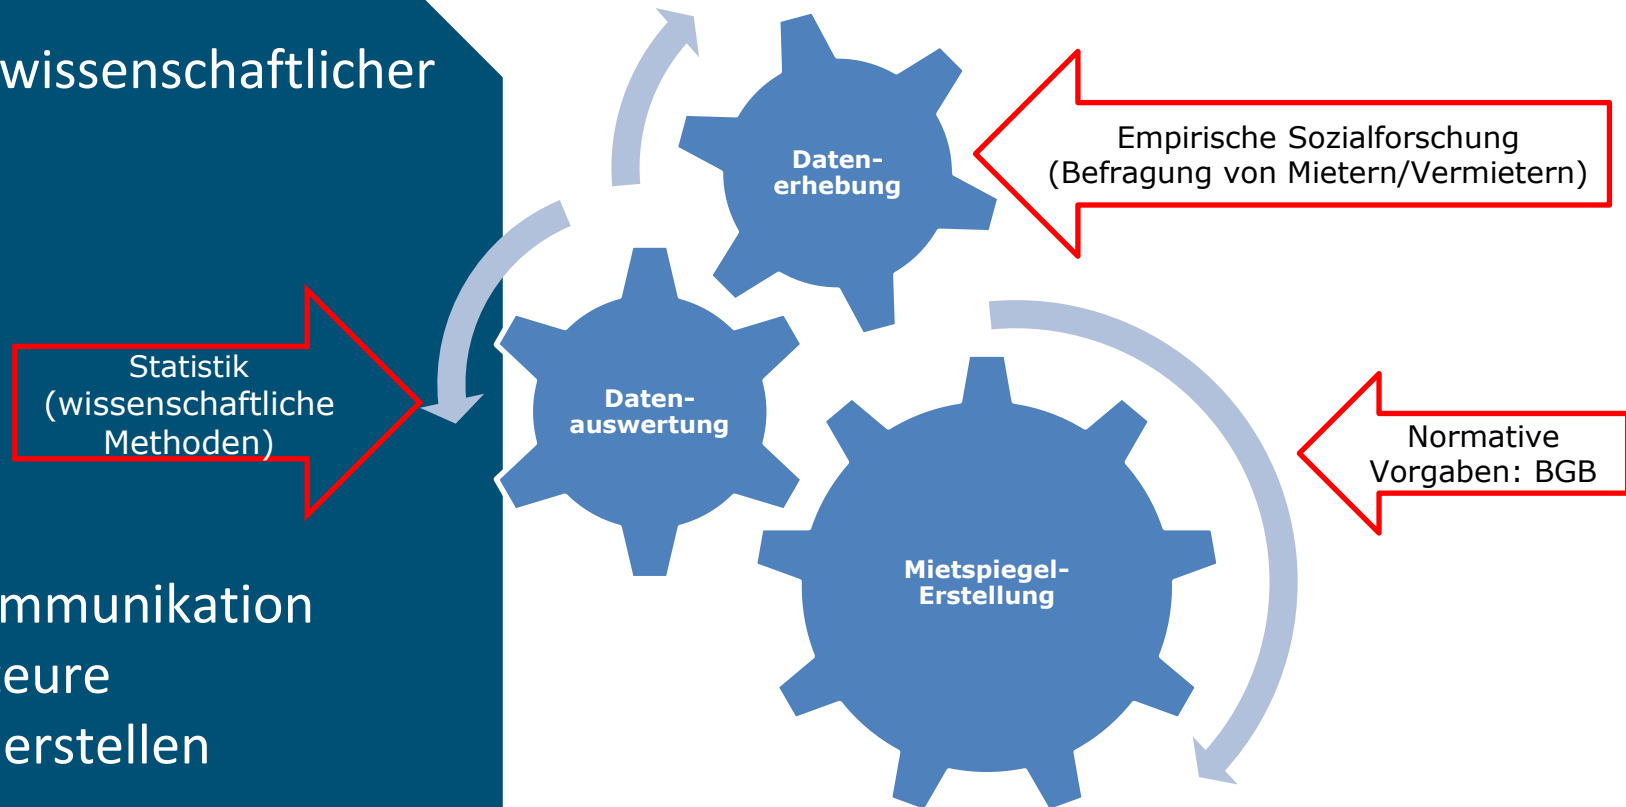 wissenschaftlicher
Daten-
erhebung
Empirische Sozialforschung
(Befragung von Mietern/Vermietern)
Statistik
(wissenschaftliche
Methoden)
Daten-
auswertung
Normative
Vorgaben: BGB
Mietspiegel-
Erstellung
mmunikation
teure
erstellen